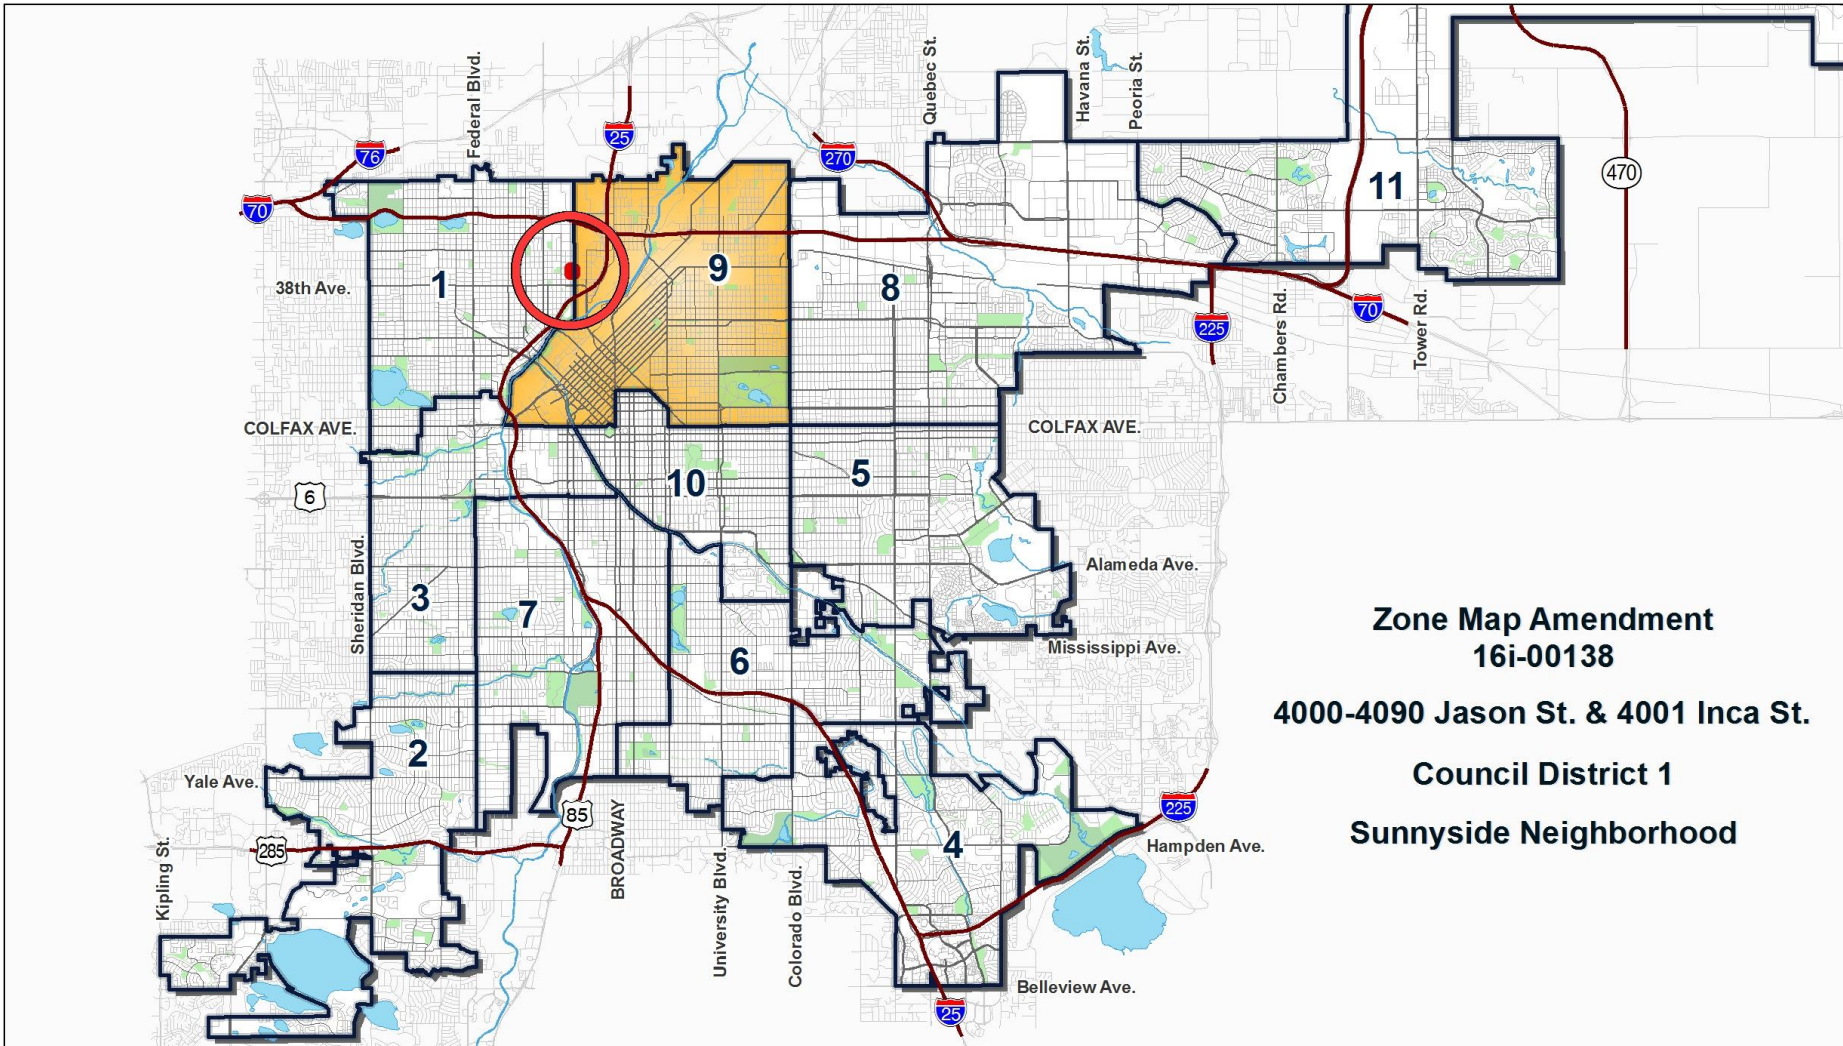 Federal Blvd.
Quebec St.
Havana St.
Peoria St.
25
76
270
470
70
11
9
1
38th Ave.
8
70
225
Chambers Rd.
Tower Rd.
COLFAX AVE.
COLFAX AVE.
10
5
6
Sheridan Blvd.
Alameda Ave.
3
7
Mississippi Ave.
6
2
Yale Ave.
85
BROADWAY
225
285
4
Hampden Ave.
Kipling St.
University Blvd.
Colorado Blvd.
Belleview Ave.
25
Zone Map Amendment
16i-00138
4000-4090 Jason St. & 4001 Inca St.
Council District 1
Sunnyside Neighborhood